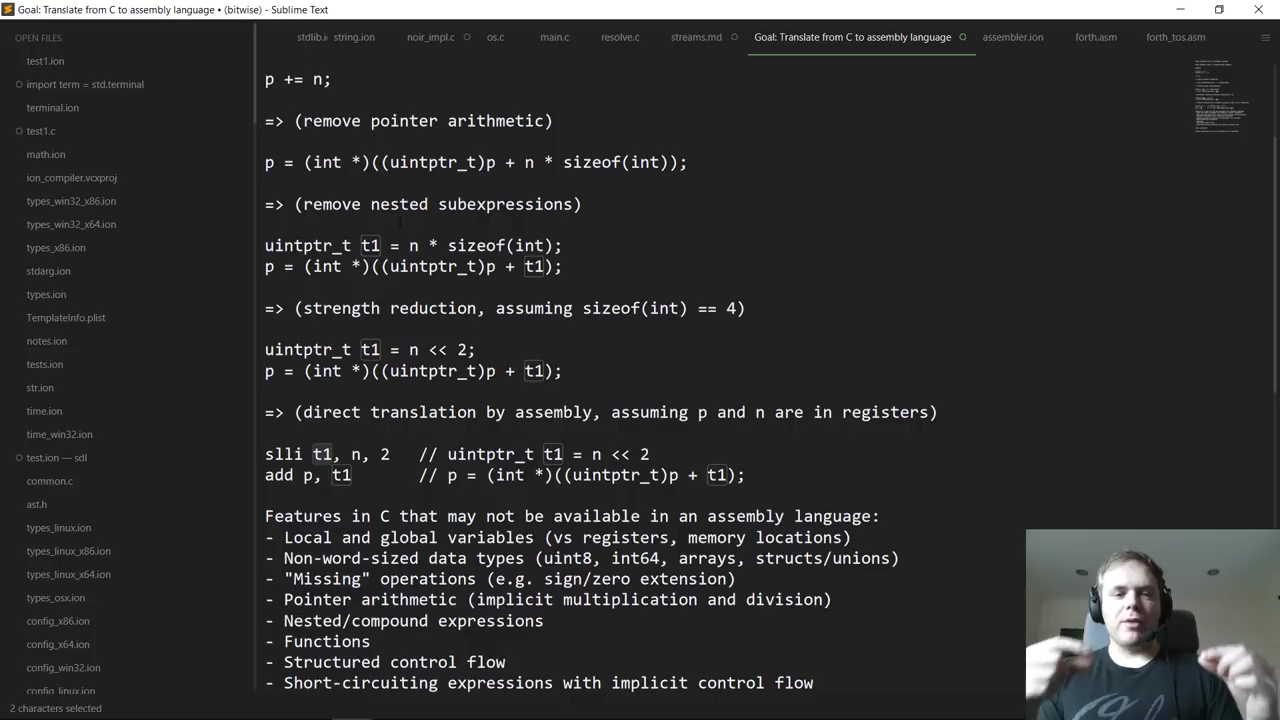 Goal: Translate from C to assembly language • (bitwise) - Sublime Text
OPEN FILES
stdlib.i string.ion noir_impl.c os.c main.c resolve.c streams.md Goal: Translate from C to assembly language assembler.ion forth.asm forth_tos.asm
test1.ion
import term = std.terminal
terminal.ion
test1.c
math.ion
ion_compiler.vcxproj
types_win32_x86.ion
types_win32_x64.ion
types_x86.ion
stdarg.ion
types.ion
TemplateInfo.plist
notes.ion
tests.ion
str.ion
time.ion
time_win32.ion
test.ion — sdl
common.c
ast.h
types_linux.ion
types_linux_x86.ion
types_linux_x64.ion
types_osx.ion
config_x86.ion
config_x64.ion
config_win32.ion
config_linux.ion
p += n;
=> (remove pointer arithmetic)
p = (int *)((uintptr_t)p + n * sizeof(int));
=> (remove nested subexpressions)
uintptr_t t1 = n * sizeof(int);
p = (int *)((uintptr_t)p + t1);
=> (strength reduction, assuming sizeof(int) == 4)
uintptr_t t1 = n << 2;
p = (int *)((uintptr_t)p + t1);
=> (direct translation by assembly, assuming p and n are in registers)
slli t1, n, 2 // uintptr_t t1 = n << 2
add p, t1 // p = (int *)((uintptr_t)p + t1);
Features in C that may not be available in an assembly language:
- Local and global variables (vs registers, memory locations)
- Non-word-sized data types (uint8, int64, arrays, structs/unions)
- "Missing" operations (e.g. sign/zero extension)
- Pointer arithmetic (implicit multiplication and division)
- Nested/compound expressions
- Functions
- Structured control flow
- Short-circuiting expressions with implicit control flow
2 characters selected